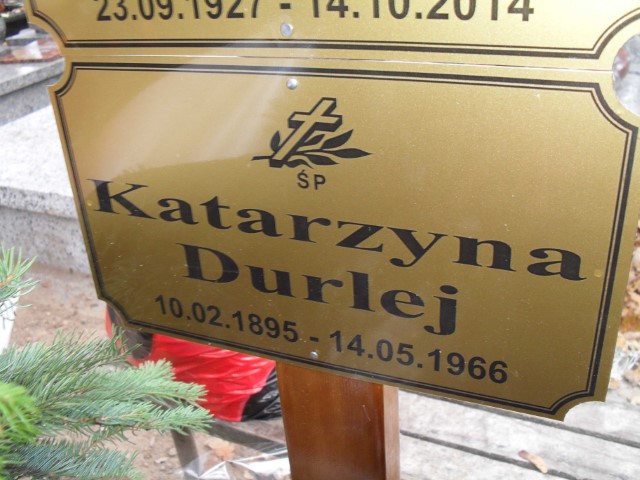 23.09.1927 - 14.10.2014
ŚP
Katarzyna
Durlej
10.02.1895 - 14.05.1966